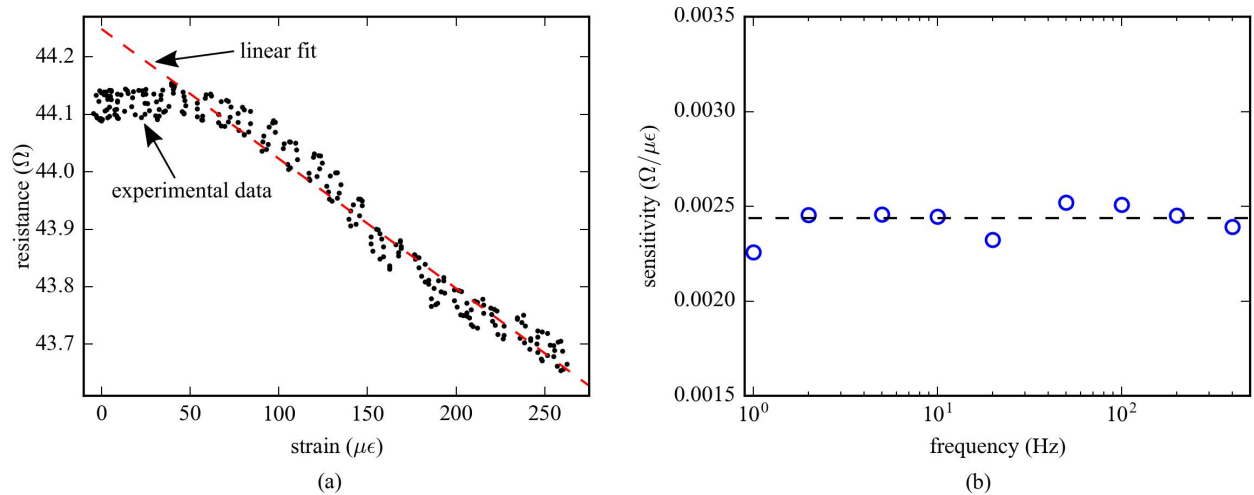 44.2
44.1
44.0
43.9
43.8
43.7
resistance (Ω)
linear fit
experimental data
0 50 100 150 200 250
strain (με)
(a)
0.0035
0.0030
0.0025
0.0020
0.0015
sensitivity (Ω/με)
10⁰ 10¹ 10²
frequency (Hz)
(b)